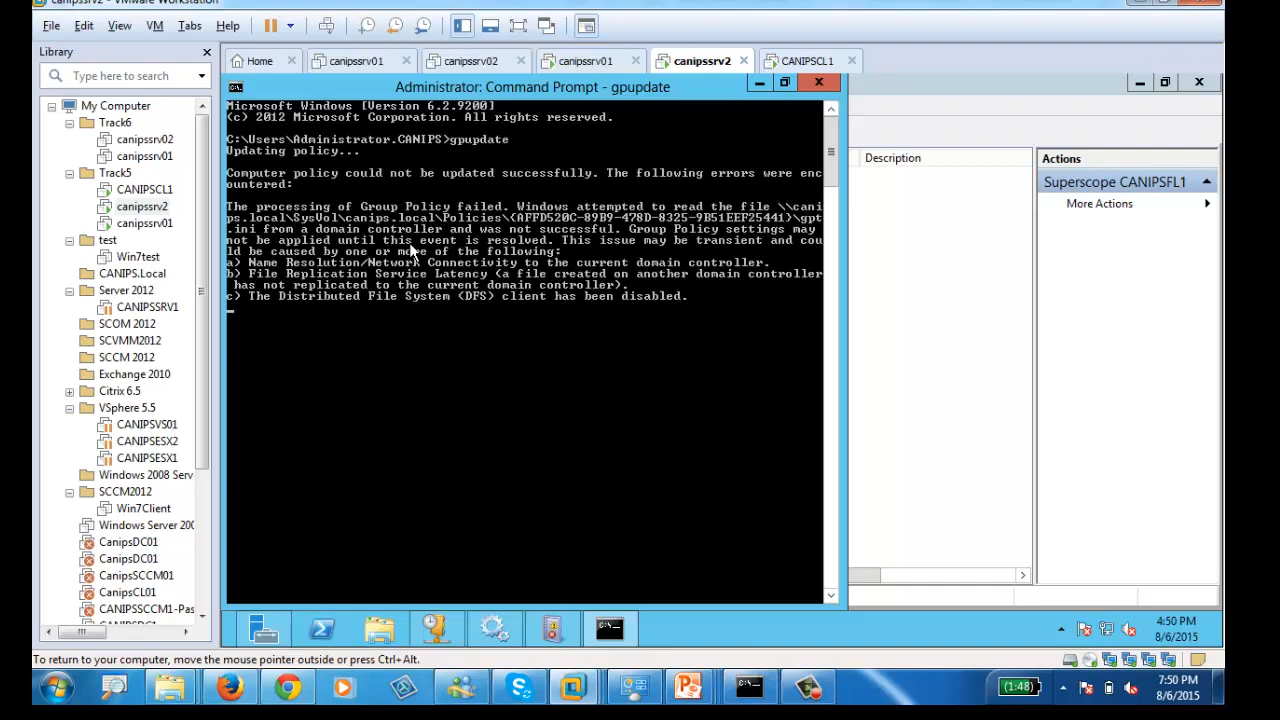 canipssrv2 - VMware Workstation
File Edit View VM Tabs Help
Library
Type here to search
My Computer
Track6
canipssrv02
canipssrv01
Track5
CANIPSCL1
canipssrv2
canipssrv01
test
Win7test
CANIPS.Local
Server 2012
CANIPSSRV1
SCOM 2012
SCVMM2012
SCCM 2012
Exchange 2010
Citrix 6.5
VSphere 5.5
CANIPSVS01
CANIPSESX2
CANIPSESX1
Windows 2008 Serv
SCCM2012
Win7Client
Windows Server 200
CanipsDC01
CanipsDC01
CanipsSCCM01
CanipsCL01
CANIPSSCCM1-Pas
Home canipssrv01 canipssrv02 canipssrv01 canipssrv2 CANIPSCL1
Administrator: Command Prompt - gpupdate
Microsoft Windows [Version 6.2.9200]
(c) 2012 Microsoft Corporation. All rights reserved.
C:\Users\Administrator.CANIPS>gpupdate
Updating policy...
Computer policy could not be updated successfully. The following errors were enc
ountered:
The processing of Group Policy failed. Windows attempted to read the file \\cani
ps.local\SysVol\canips.local\Policies\{AFFD520C-89B9-478D-8325-9B51EEF25441}\gpt
.ini from a domain controller and was not successful. Group Policy settings may
not be applied until this event is resolved. This issue may be transient and cou
ld be caused by one or more of the following:
a) Name Resolution/Network Connectivity to the current domain controller.
b) File Replication Service Latency (a file created on another domain controller
has not replicated to the current domain controller).
c) The Distributed File System (DFS) client has been disabled.
Description
Actions
Superscope CANIPSFL1
More Actions
4:50 PM
8/6/2015
To return to your computer, move the mouse pointer outside or press Ctrl+Alt.
(1:48)
7:50 PM
8/6/2015